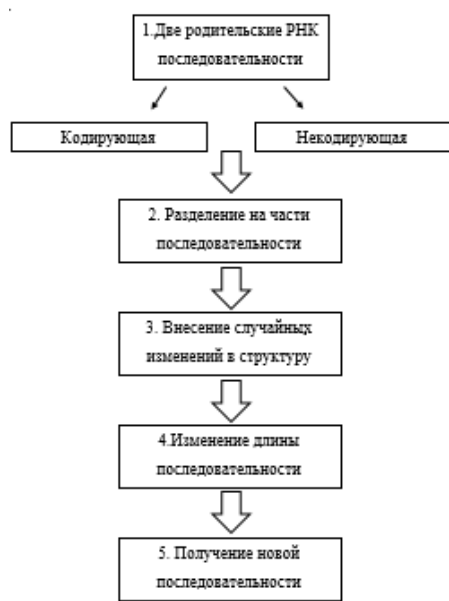 1.Две родительские РНК
последовательности
Кодирующая
Некодирующая
2. Разделение на части
последовательности
3. Внесение случайных
изменений в структуру
4.Изменение длины
последовательности
5. Получение новой
последовательности